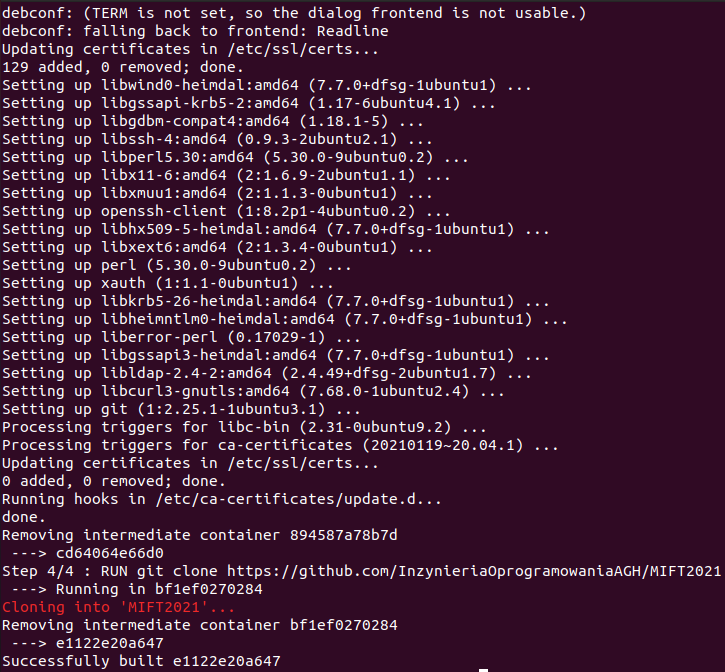 debconf: (TERM is not set, so the dialog frontend is not usable.)
debconf: falling back to frontend: Readline
Updating certificates in /etc/ssl/certs...
129 added, 0 removed; done.
Setting up libwind0-heimdal:amd64 (7.7.0+dfsg-1ubuntu1) ...
Setting up libgssapi-krb5-2:amd64 (1.17-6ubuntu4.1) ...
Setting up libgdbm-compat4:amd64 (1.18.1-5) ...
Setting up libssh-4:amd64 (0.9.3-2ubuntu2.1) ...
Setting up libperl5.30:amd64 (5.30.0-9ubuntu0.2) ...
Setting up libx11-6:amd64 (2:1.6.9-2ubuntu1.1) ...
Setting up libxmuu1:amd64 (2:1.1.3-0ubuntu1) ...
Setting up openssh-client (1:8.2p1-4ubuntu0.2) ...
Setting up libhx509-5-heimdal:amd64 (7.7.0+dfsg-1ubuntu1) ...
Setting up libxext6:amd64 (2:1.3.4-0ubuntu1) ...
Setting up perl (5.30.0-9ubuntu0.2) ...
Setting up xauth (1:1.1-0ubuntu1) ...
Setting up libkrb5-26-heimdal:amd64 (7.7.0+dfsg-1ubuntu1) ...
Setting up libheimntlm0-heimdal:amd64 (7.7.0+dfsg-1ubuntu1) ...
Setting up liberror-perl (0.17029-1) ...
Setting up libgssapi3-heimdal:amd64 (7.7.0+dfsg-1ubuntu1) ...
Setting up libldap-2.4-2:amd64 (2.4.49+dfsg-2ubuntu1.7) ...
Setting up libcurl3-gnutls:amd64 (7.68.0-1ubuntu2.4) ...
Setting up git (1:2.25.1-1ubuntu3.1) ...
Processing triggers for libc-bin (2.31-0ubuntu9.2) ...
Processing triggers for ca-certificates (20210119~20.04.1) ...
Updating certificates in /etc/ssl/certs...
0 added, 0 removed; done.
Running hooks in /etc/ca-certificates/update.d...
done.
Removing intermediate container 894587a78b7d
 ---> cd64064e66d0
Step 4/4 : RUN git clone https://github.com/InzynieriaOprogramowaniaAGH/MIFT2021
 ---> Running in bf1ef0270284
Cloning into 'MIFT2021'...
Removing intermediate container bf1ef0270284
 ---> e1122e20a647
Successfully built e1122e20a647